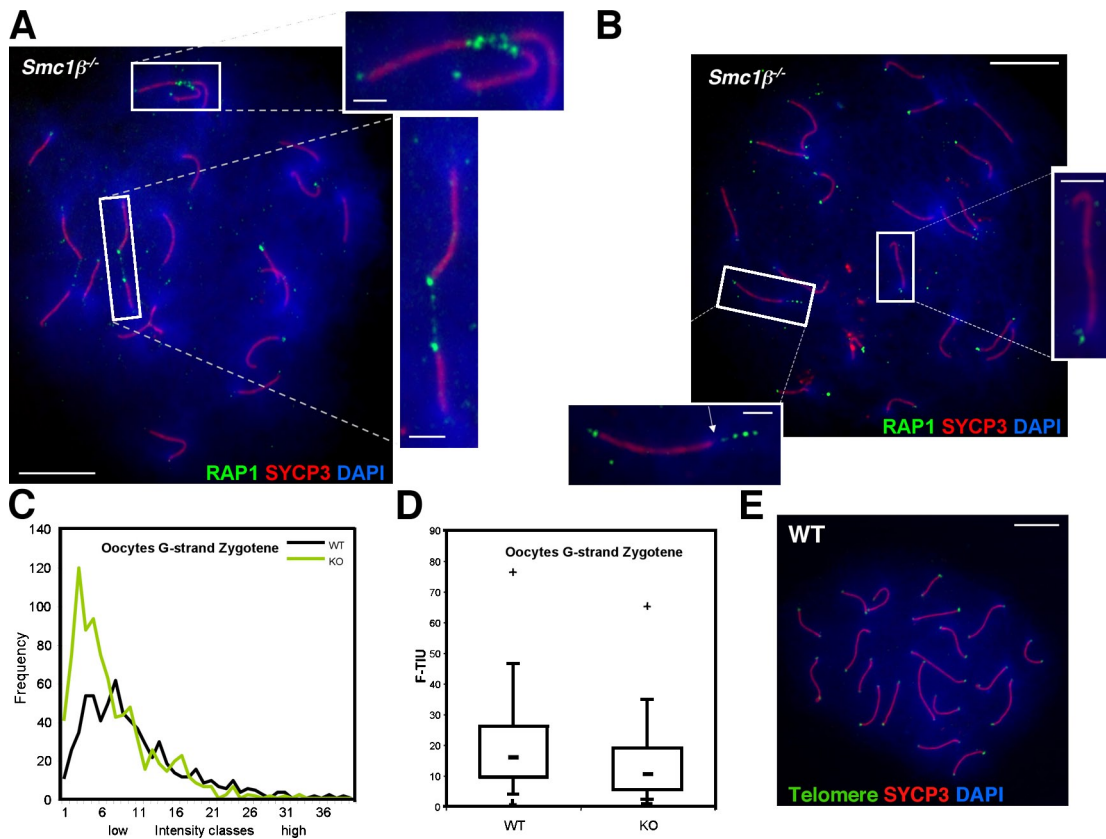 A
Smc1β-/-
RAP1 SYCP3 DAPI
B
Smc1β-/-
RAP1 SYCP3 DAPI
C
140
120
100
80
60
40
20
0
Frequency
Oocytes G-strand Zygotene
WT
KO
1 6 11 16 21 26 31 36
low Intensity classes high
D
90
80
70
60
50
40
30
20
10
0
F-TIU
Oocytes G-strand Zygotene
+
+
WT KO
E
WT
Telomere SYCP3 DAPI